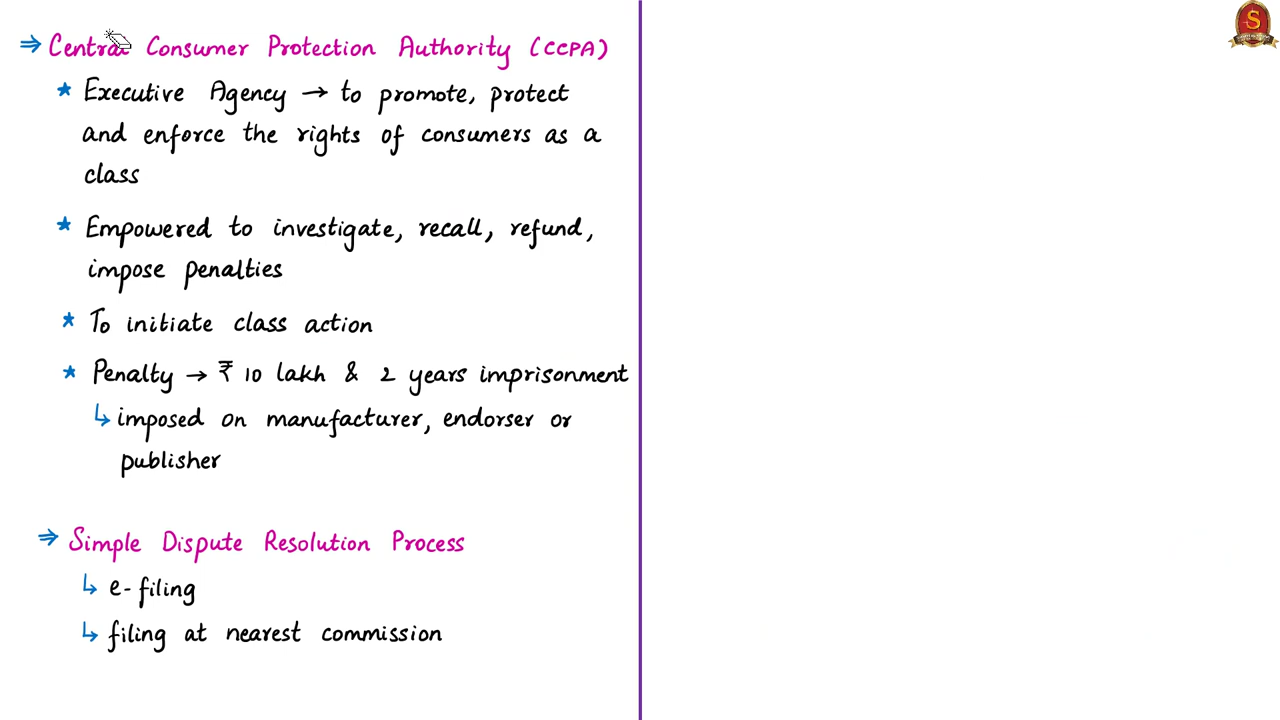 ⇒ Central Consumer Protection Authority (CCPA)
* Executive Agency → to promote, protect
and enforce the rights of consumers as a
class
* Empowered to investigate, recall, refund,
impose penalties
* To initiate class action
* Penalty → ₹ 10 lakh & 2 years imprisonment
↳ imposed on manufacturer, endorser or
publisher
⇒ Simple Dispute Resolution Process
↳ e-filing
↳ filing at nearest commission
S